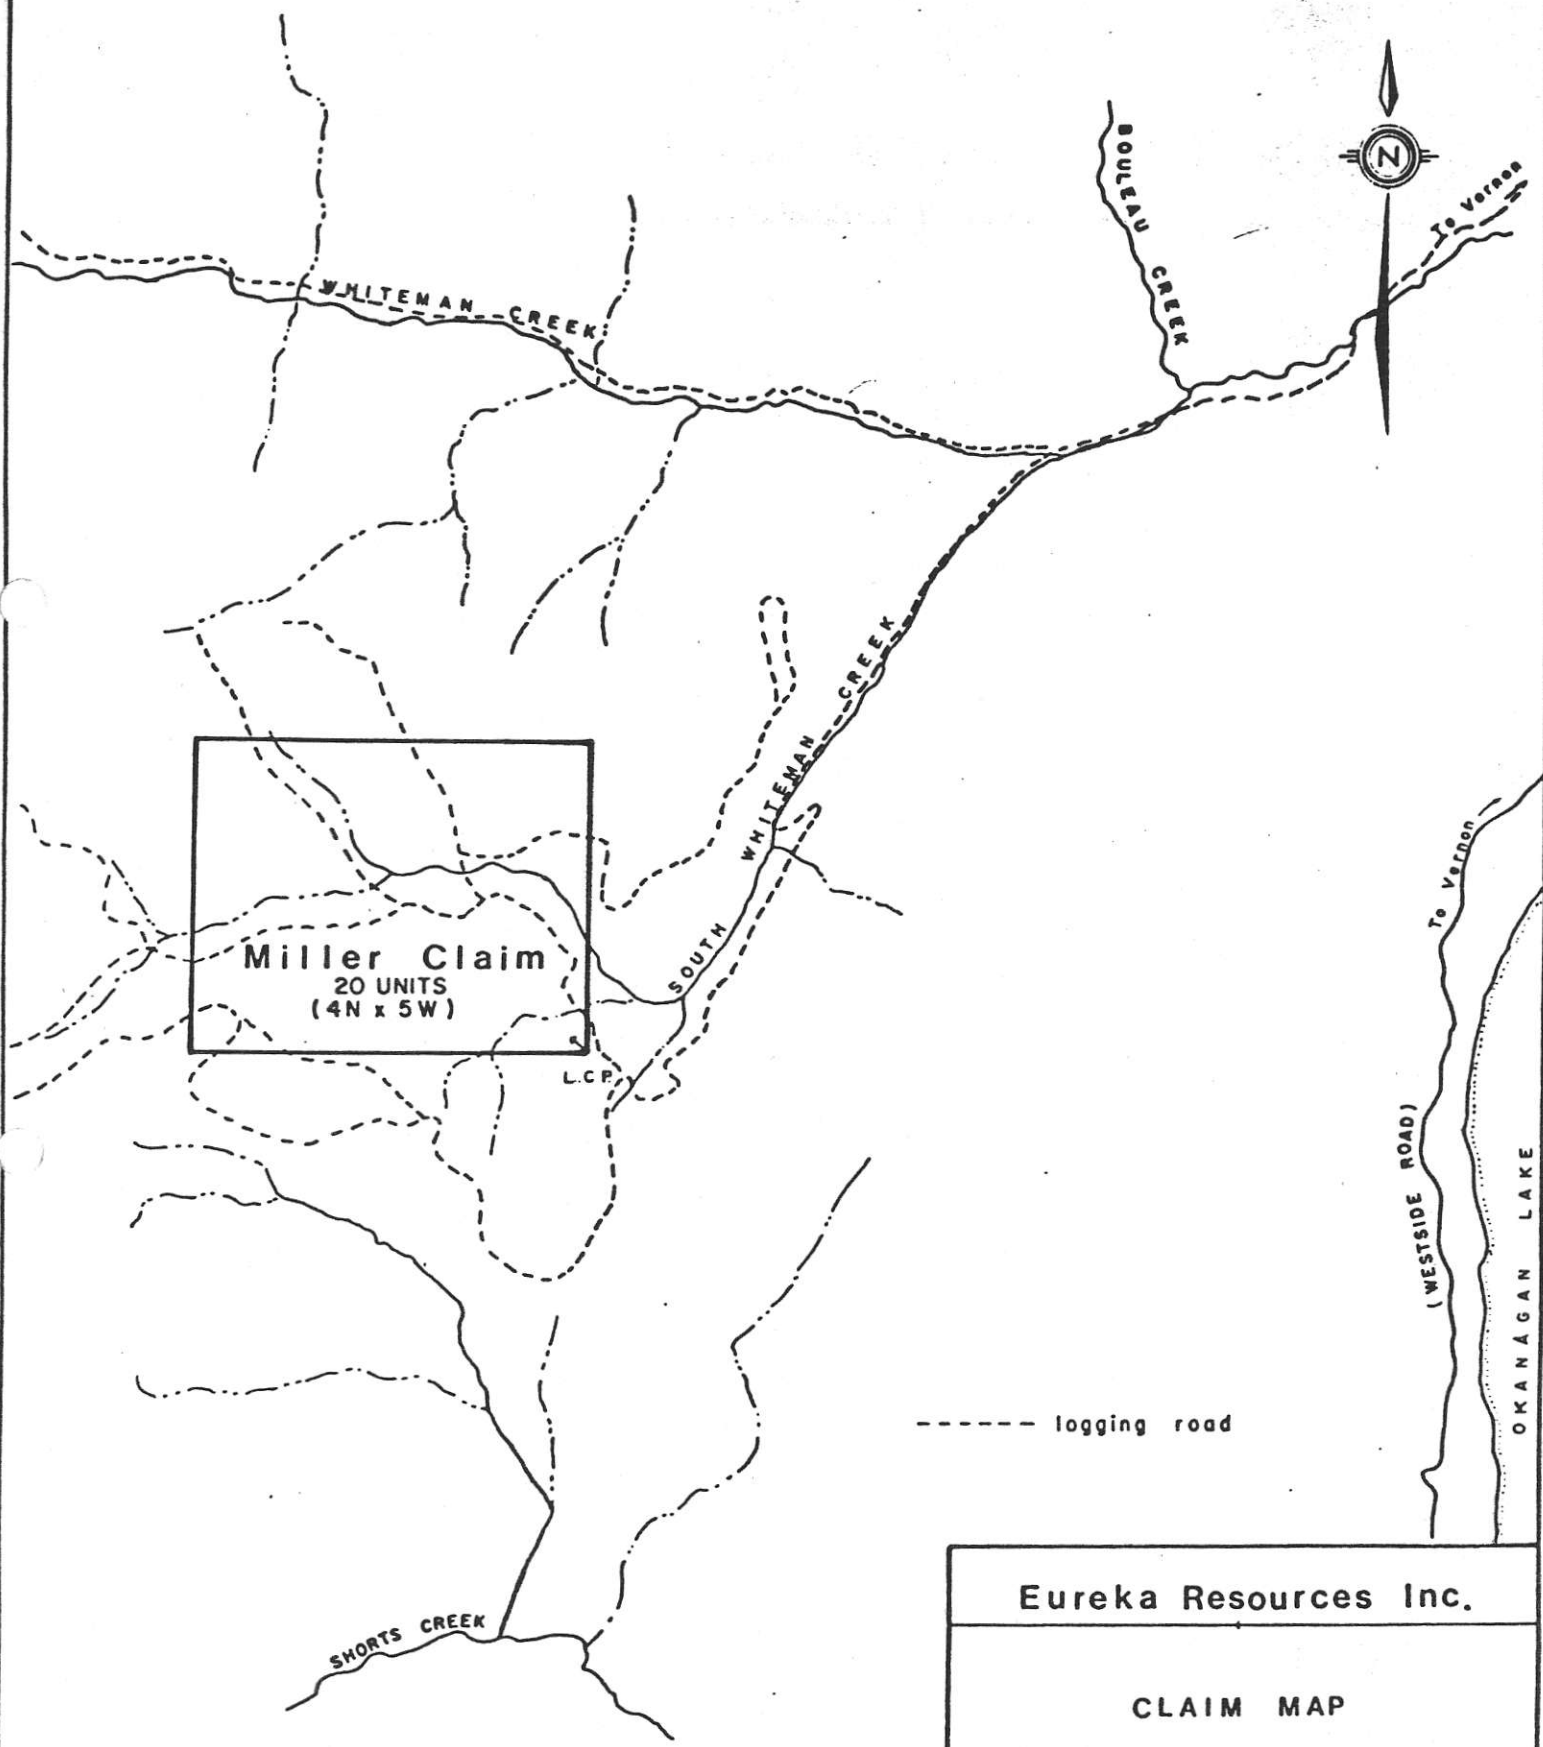 N
To Vernon
BOULEAU CREEK
WHITEMAN CREEK
SOUTH WHITEMAN CREEK
To Vernon
Miller Claim
20 UNITS
(4N x 5W)
L.C.P.
(WESTSIDE ROAD)
OKANAGAN LAKE
logging road
SHORTS CREEK
Eureka Resources Inc.
CLAIM MAP